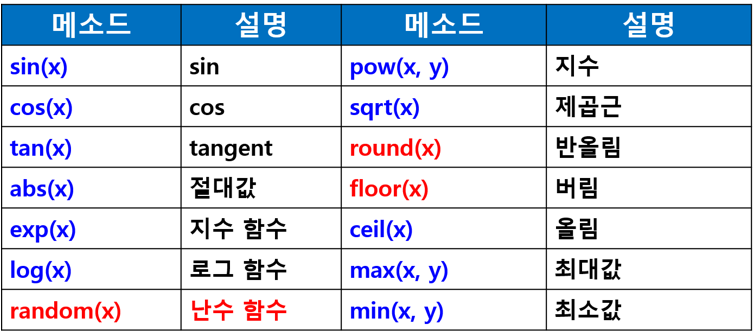 메소드 설명 메소드 설명
sin(x) sin pow(x, y) 지수
cos(x) cos sqrt(x) 제곱근
tan(x) tangent round(x) 반올림
abs(x) 절대값 floor(x) 버림
exp(x) 지수 함수 ceil(x) 올림
log(x) 로그 함수 max(x, y) 최대값
random(x) 난수 함수 min(x, y) 최소값